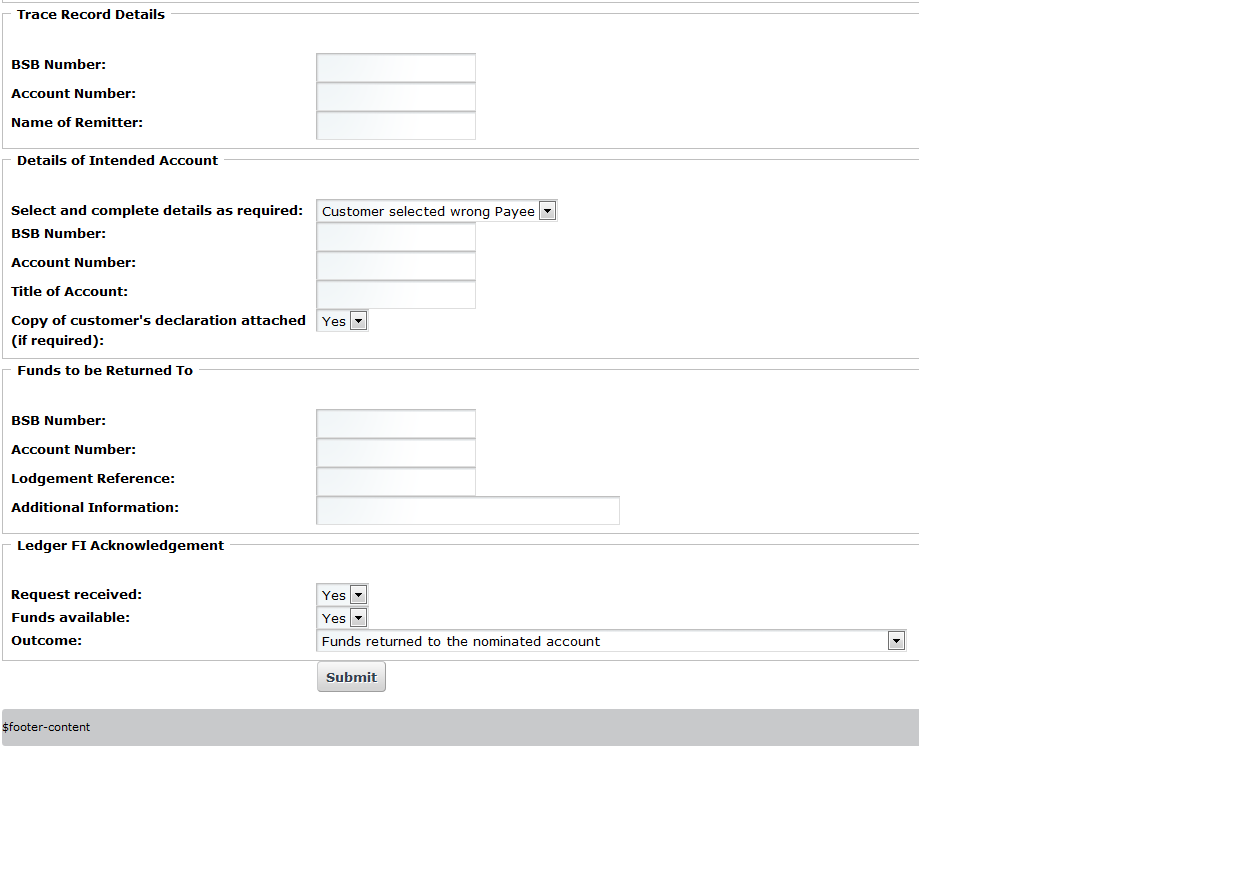 Trace Record Details
BSB Number:
Account Number:
Name of Remitter:
Details of Intended Account
Select and complete details as required: Customer selected wrong Payee
BSB Number:
Account Number:
Title of Account:
Copy of customer's declaration attached Yes
(if required):
Funds to be Returned To
BSB Number:
Account Number:
Lodgement Reference:
Additional Information:
Ledger FI Acknowledgement
Request received: Yes
Funds available: Yes
Outcome: Funds returned to the nominated account
Submit
$footer-content